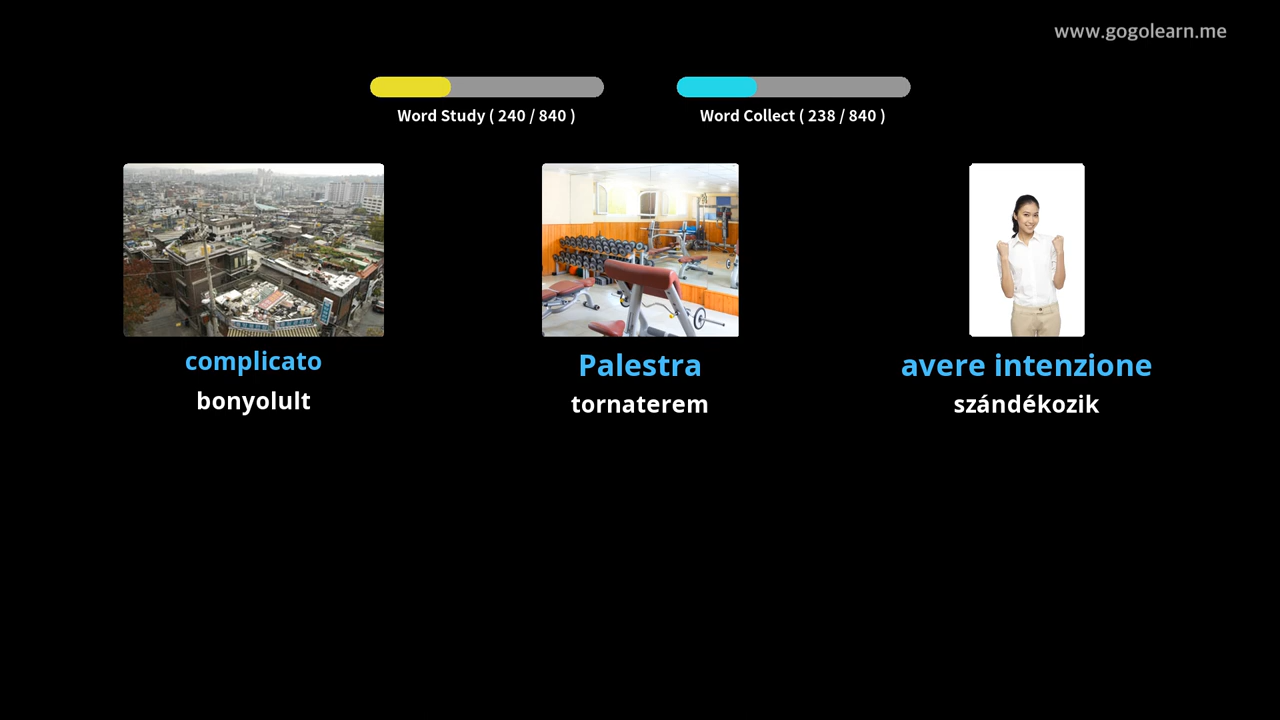 www.gogolearn.me
Word Study ( 240 / 840 )
Word Collect ( 238 / 840 )
complicato
bonyolult
Palestra
tornaterem
avere intenzione
szándékozik